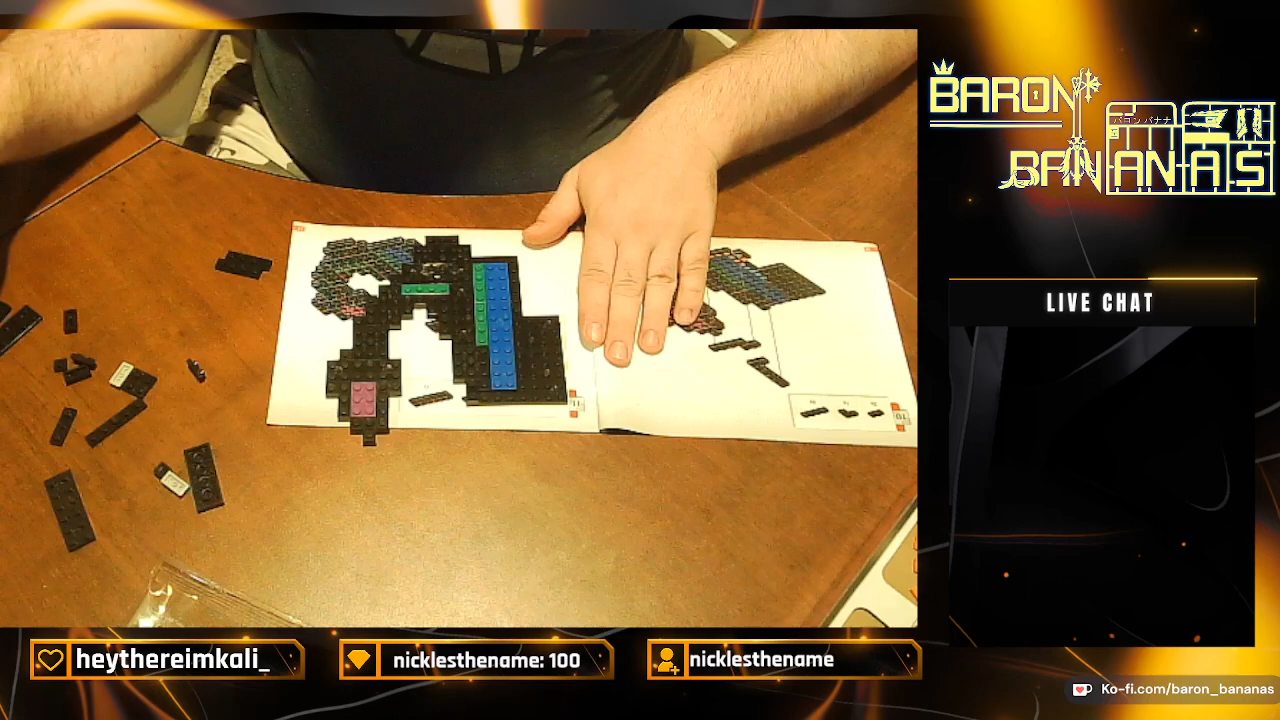 BARON
バロンバナナ
BANANAS
LIVE CHAT
heythereimkali_
nicklesthename: 100
nicklesthename
Ko-fi.com/baron_bananas